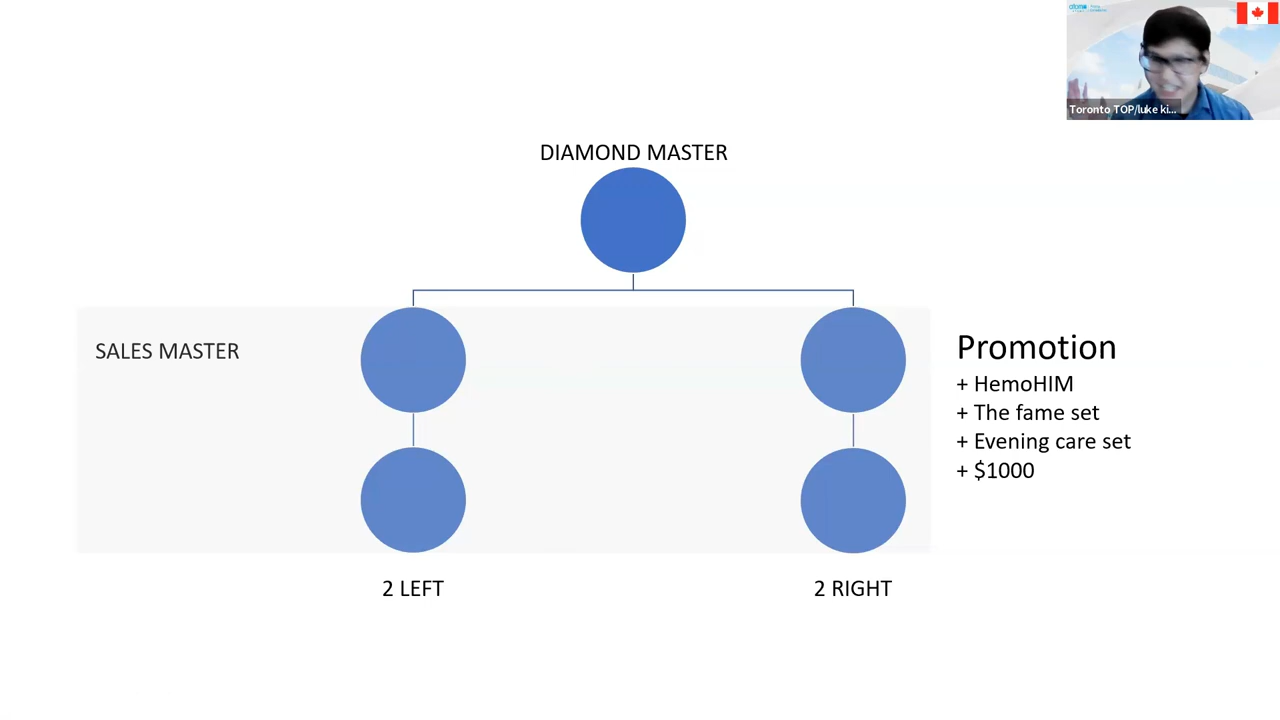 Toronto TOP/luke ki...
DIAMOND MASTER
SALES MASTER
Promotion
+ HemoHIM
+ The fame set
+ Evening care set
+ $1000
2 LEFT
2 RIGHT